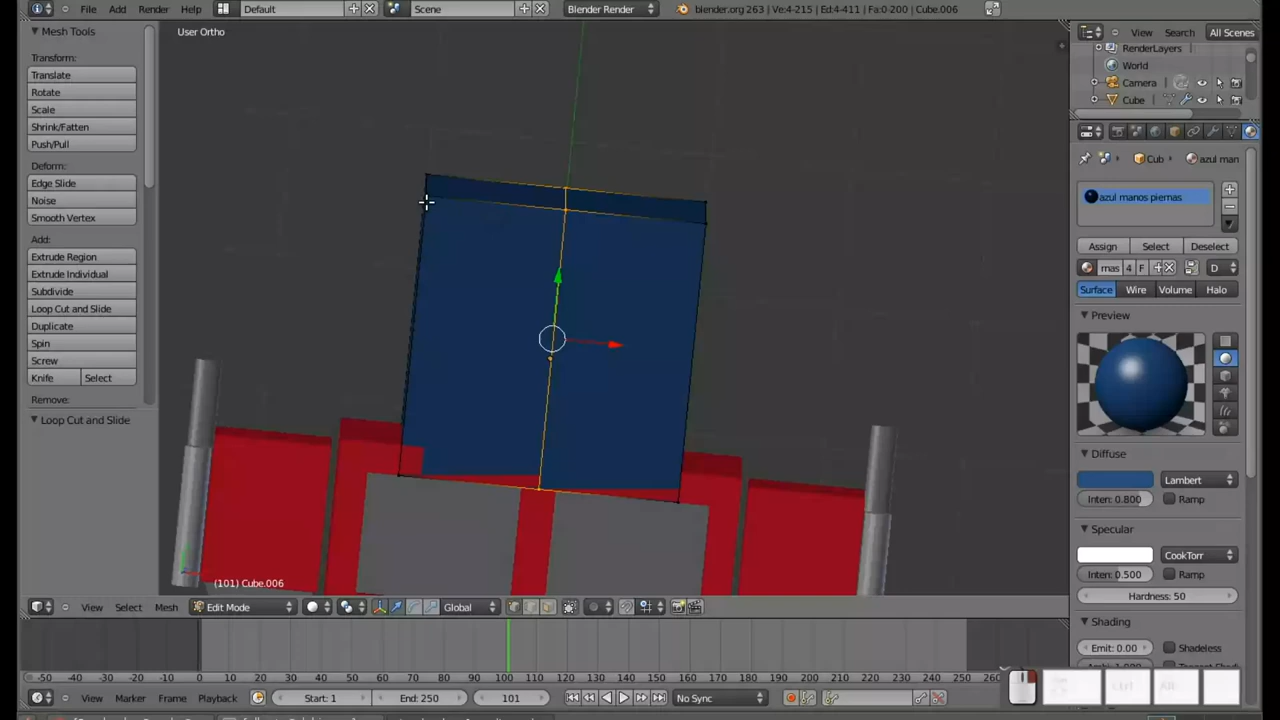 File Add Render Help Default Scene Blender Render blender.org 263 | Ve:4-215 | Ed:4-411 | Fa:0-200 | Cube.006
Mesh Tools
Transform:
Translate
Rotate
Scale
Shrink/Fatten
Push/Pull
Deform:
Edge Slide
Noise
Smooth Vertex
Add:
Extrude Region
Extrude Individual
Subdivide
Loop Cut and Slide
Duplicate
Spin
Screw
Knife Select
Remove:
Loop Cut and Slide
User Ortho
(101) Cube.006
View Search All Scenes
RenderLayers
World
Camera
Cube
Cub azul man
azul manos piernas
Assign Select Deselect
mas 4 F D
Surface Wire Volume Halo
Preview
Diffuse
Lambert
Inten: 0.800 Ramp
Specular
CookTorr
Inten: 0.500 Ramp
Hardness: 50
Shading
Emit: 0.00 Shadeless
View Select Mesh Edit Mode Global
-50 -40 -30 -20 -10 0 10 20 30 40 50 60 70 80 90 100 110 120 130 140 150 160 170 180 190 200 210 220 230 240 250 260
View Marker Frame Playback Start: 1 End: 250 101 No Sync
Ctrl Alt